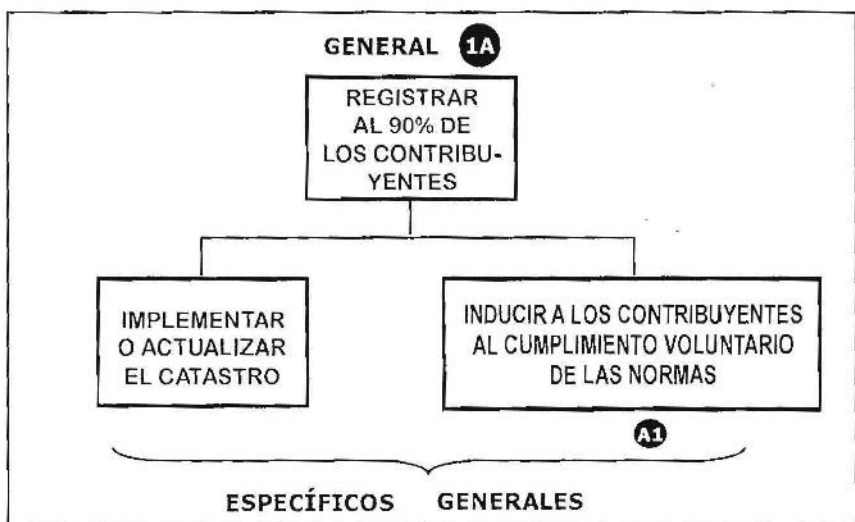 GENERAL 1A
REGISTRAR
AL 90% DE
LOS CONTRIBU-
YENTES
IMPLEMENTAR
O ACTUALIZAR
EL CATASTRO
INDUCIR A LOS CONTRIBUYENTES
AL CUMPLIMIENTO VOLUNTARIO
DE LAS NORMAS
A1
ESPECÍFICOS GENERALES